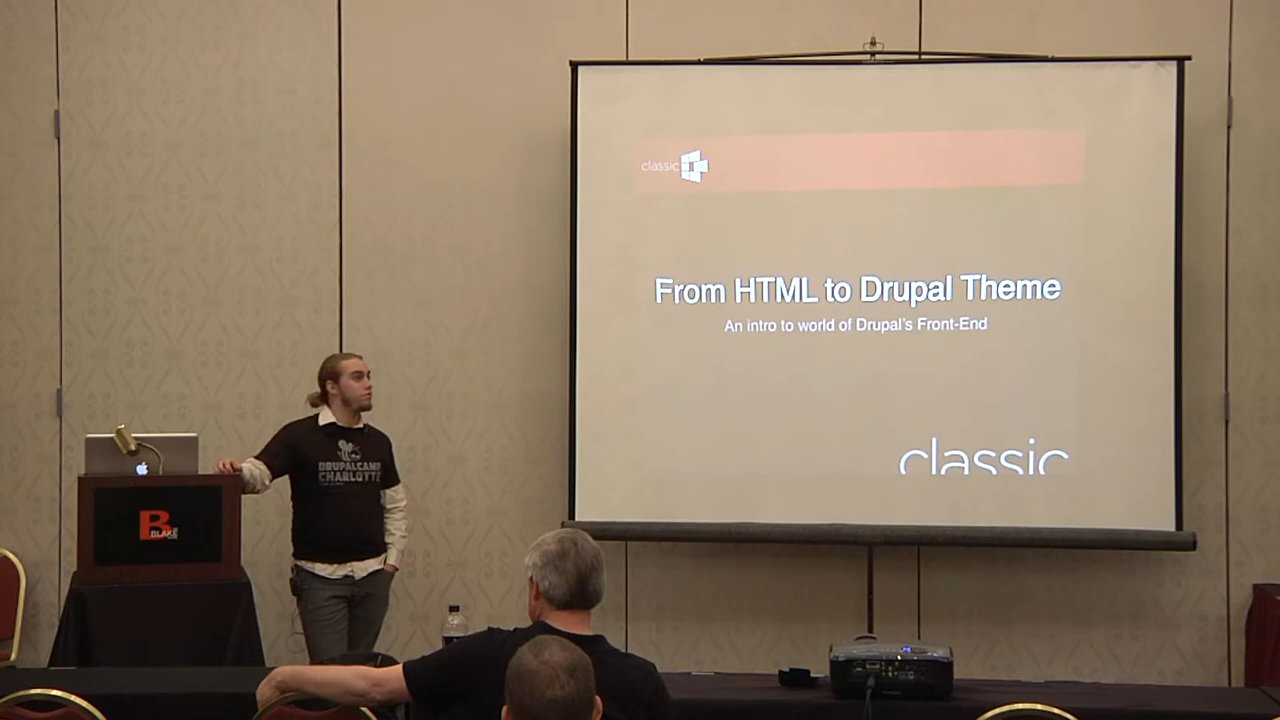 classic
From HTML to Drupal Theme
An intro to world of Drupal's Front-End
classic
DRUPALCAMP
CHARLOTTE
B
BLAKE